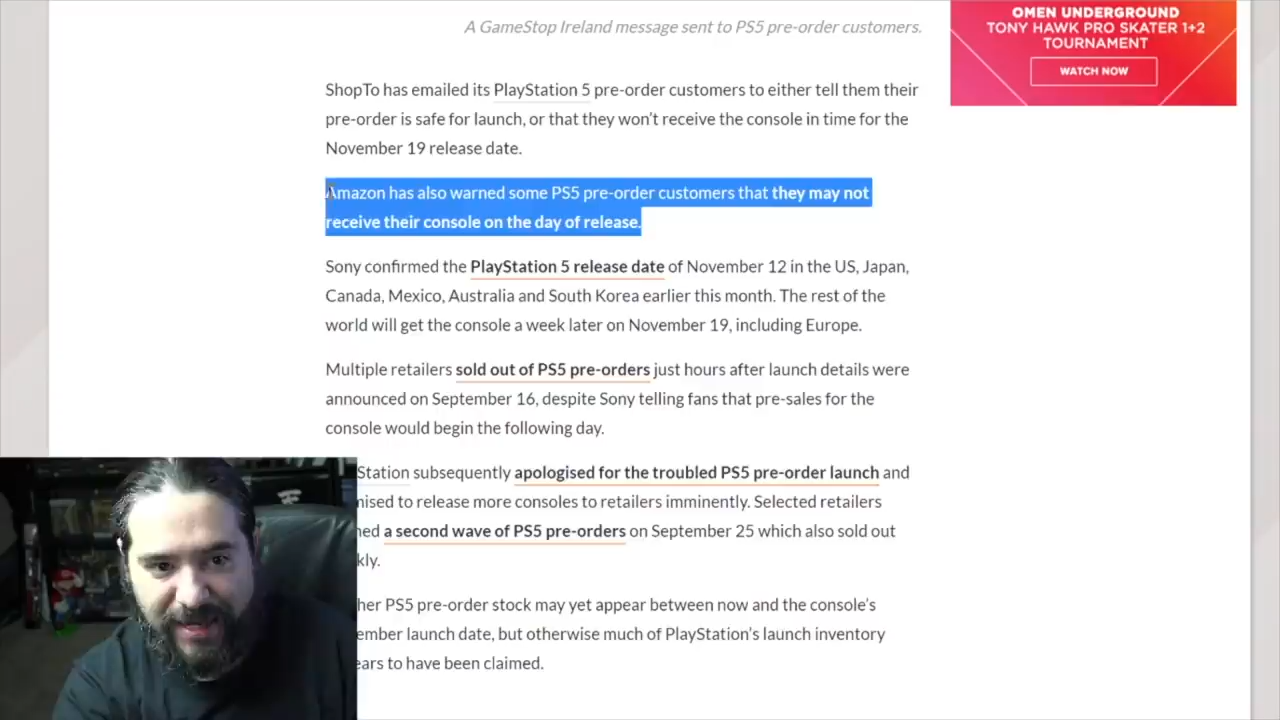 A GameStop Ireland message sent to PS5 pre-order customers.
OMEN UNDERGROUND
TONY HAWK PRO SKATER 1+2
TOURNAMENT
WATCH NOW
ShopTo has emailed its PlayStation 5 pre-order customers to either tell them their
pre-order is safe for launch, or that they won't receive the console in time for the
November 19 release date.
Amazon has also warned some PS5 pre-order customers that they may not
receive their console on the day of release.
Sony confirmed the PlayStation 5 release date of November 12 in the US, Japan,
Canada, Mexico, Australia and South Korea earlier this month. The rest of the
world will get the console a week later on November 19, including Europe.
Multiple retailers sold out of PS5 pre-orders just hours after launch details were
announced on September 16, despite Sony telling fans that pre-sales for the
console would begin the following day.
Station subsequently apologised for the troubled PS5 pre-order launch and
ised to release more consoles to retailers imminently. Selected retailers
ed a second wave of PS5 pre-orders on September 25 which also sold out
kly.
her PS5 pre-order stock may yet appear between now and the console's
ember launch date, but otherwise much of PlayStation's launch inventory
ears to have been claimed.